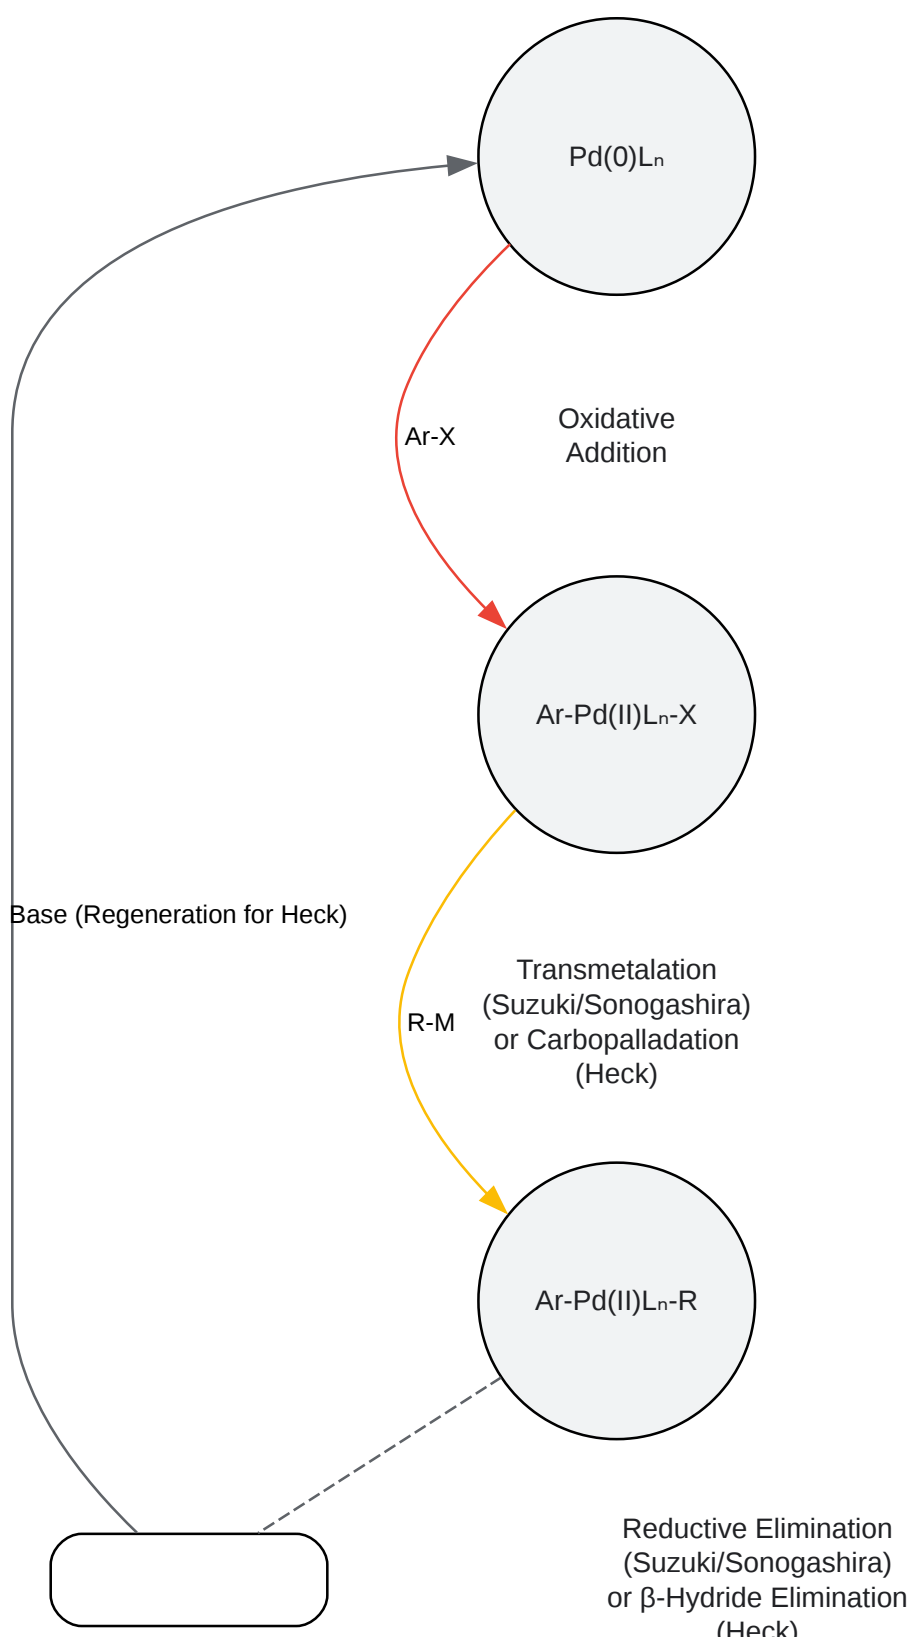 Pd(0)Lₙ
Ar-X
Oxidative
Addition
Ar-Pd(II)Lₙ-X
Base (Regeneration for Heck)
R-M
Transmetalation
(Suzuki/Sonogashira)
or Carbopalladation
(Heck)
Ar-Pd(II)Lₙ-R
Reductive Elimination
(Suzuki/Sonogashira)
or β-Hydride Elimination
(Heck)